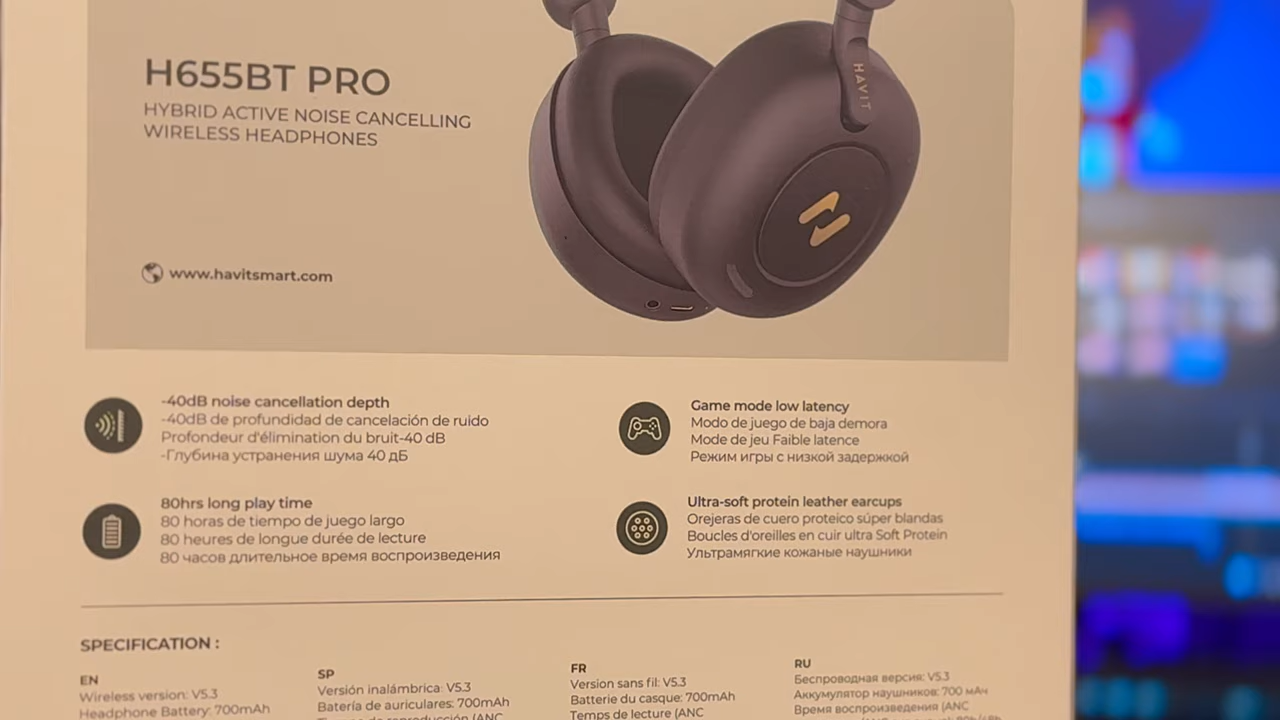 HAVIT
H655BT PRO
HYBRID ACTIVE NOISE CANCELLING
WIRELESS HEADPHONES
www.havitsmart.com
-40dB noise cancellation depth
-40dB de profundidad de cancelación de ruido
Profondeur d'élimination du bruit-40 dB
-Глубина устранения шума 40 дБ
Game mode low latency
Modo de juego de baja demora
Mode de jeu Faible latence
Режим игры с низкой задержкой
80hrs long play time
80 horas de tiempo de juego largo
80 heures de longue durée de lecture
80 часов длительное время воспроизведения
Ultra-soft protein leather earcups
Orejeras de cuero proteico súper blandas
Boucles d'oreilles en cuir ultra Soft Protein
Ультрамягкие кожаные наушники
SPECIFICATION :
EN
Wireless version: V5.3
Headphone Battery: 700mAh
SP
Versión inalámbrica: V5.3
Batería de auriculares: 700mAh
FR
Version sans fil: V5.3
Batterie du casque: 700mAh
Temps de lecture (ANC
RU
Беспроводная версия: V5.3
Аккумулятор наушников: 700 мАч
Время воспроизведения (ANC